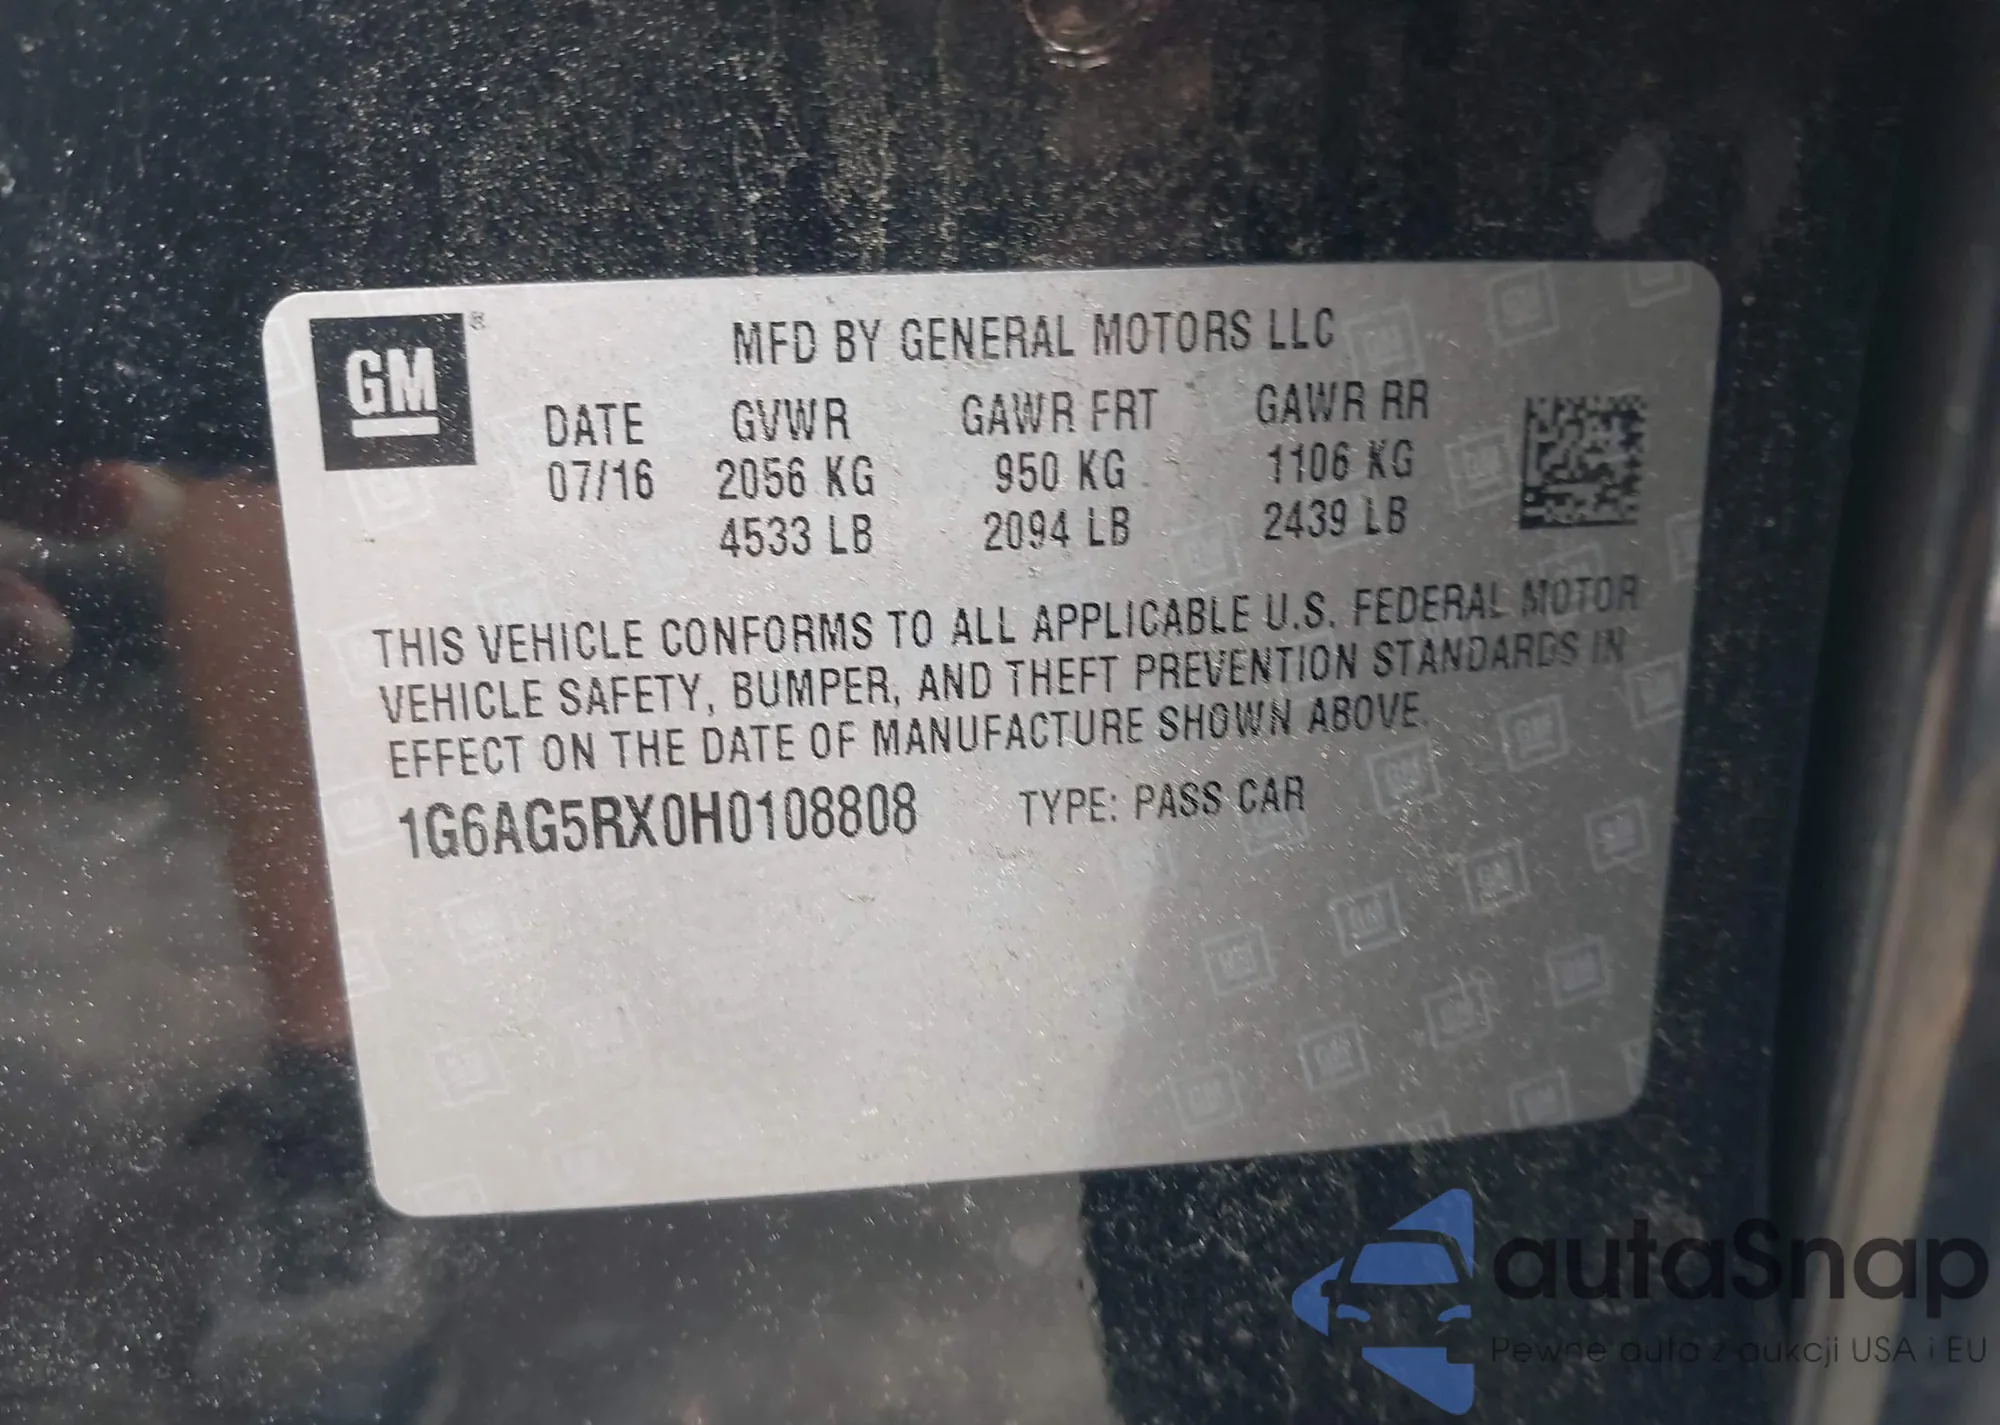 GM ®
MFD BY GENERAL MOTORS LLC
DATE GVWR GAWR FRT GAWR RR
07/16 2056 KG 950 KG 1106 KG
4533 LB 2094 LB 2439 LB
THIS VEHICLE CONFORMS TO ALL APPLICABLE U.S. FEDERAL MOTOR
VEHICLE SAFETY, BUMPER, AND THEFT PREVENTION STANDARDS IN
EFFECT ON THE DATE OF MANUFACTURE SHOWN ABOVE.
1G6AG5RX0H0108808 TYPE: PASS CAR
autaSnap
Pewne auta z aukcji USA i EU